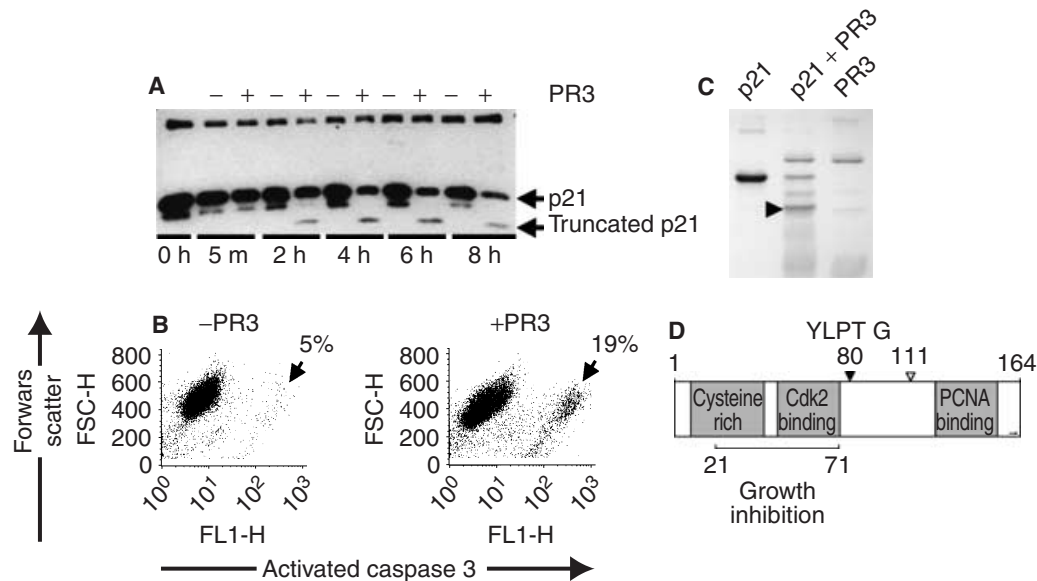 A
− + − + − + − + − + PR3
p21
Truncated p21
0 h 5 m 2 h 4 h 6 h 8 h
B
−PR3
5%
800
600
400
200
0
FSC-H
10⁰ 10¹ 10² 10³
FL1-H
+PR3
19%
800
600
400
200
0
FSC-H
10⁰ 10¹ 10² 10³
FL1-H
Forwars
scatter
Activated caspase 3
C
p21
p21 + PR3
PR3
D
YLPT G
1 80 111 164
Cysteine
rich
Cdk2
binding
PCNA
binding
21 71
Growth
inhibition